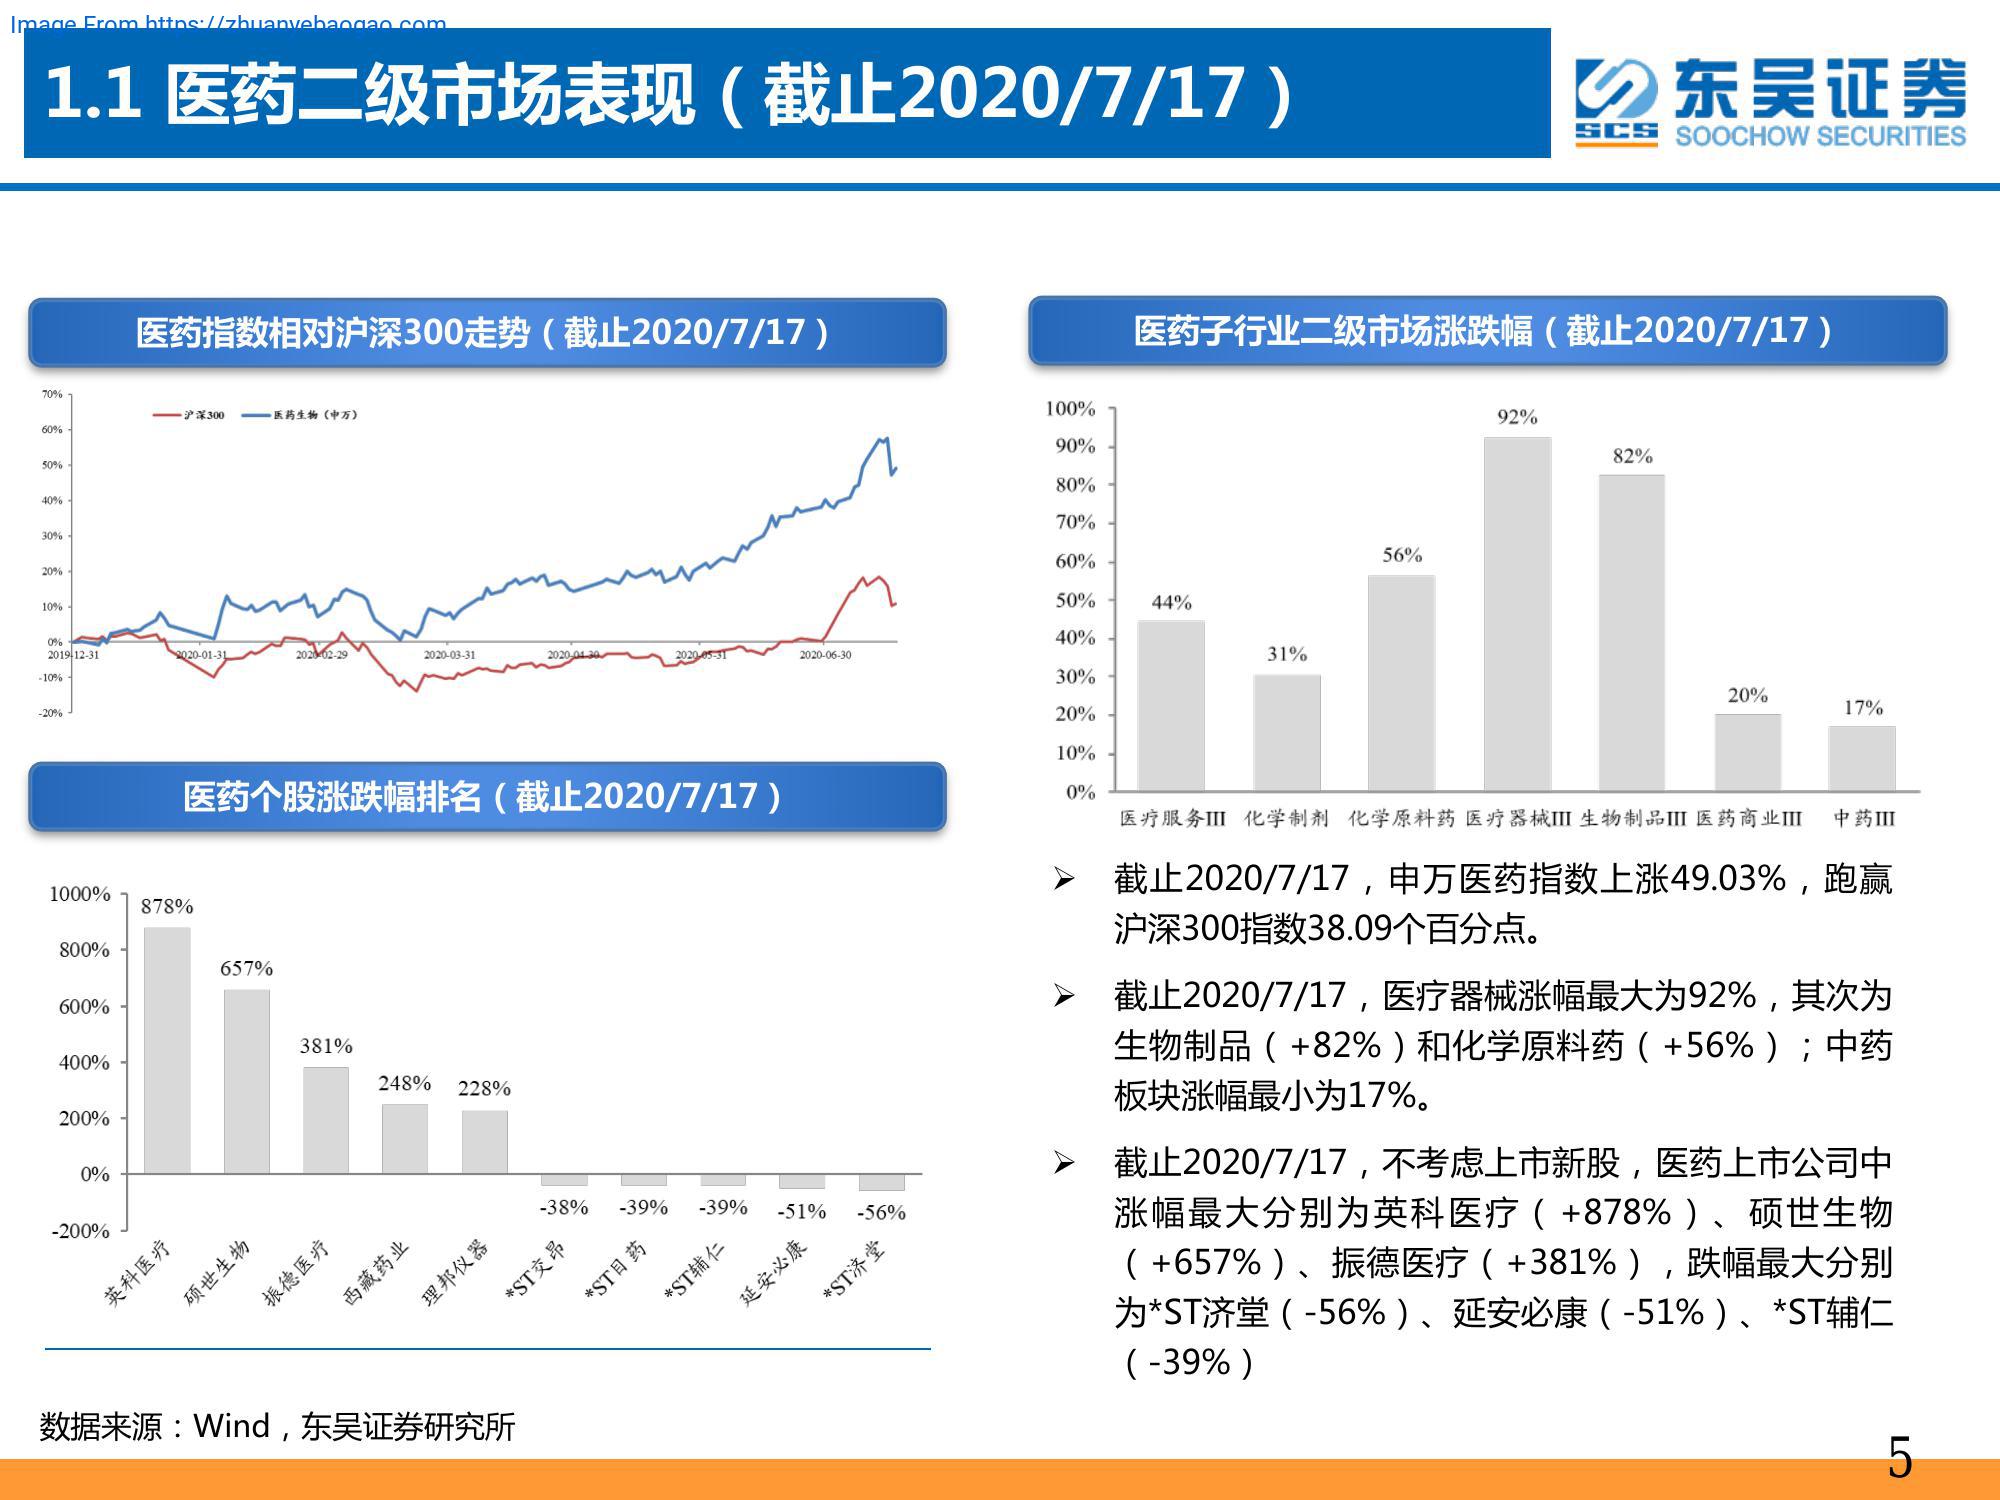 Image From https://zhuanyebaogao.com
1.1 医药二级市场表现（截止2020/7/17）
东吴证券
SCS
SOOCHOW SECURITIES
医药指数相对沪深300走势（截止2020/7/17）
70%
60%
50%
40%
30%
20%
10%
0%
-10%
-20%
沪深300
医药生物（申万）
2019-12-31
2020-01-31
2020-02-29
2020-03-31
2020-04-30
2020-05-31
2020-06-30
医药个股涨跌幅排名（截止2020/7/17）
1000%
800%
600%
400%
200%
0%
-200%
878%
657%
381%
248%
228%
-38%
-39%
-39%
-51%
-56%
英科医疗
硕世生物
振德医疗
西藏药业
理邦仪器
*ST交昂
*ST目药
*ST辅仁
延安必康
*ST济堂
数据来源：Wind，东吴证券研究所
医药子行业二级市场涨跌幅（截止2020/7/17）
100%
90%
80%
70%
60%
50%
40%
30%
20%
10%
0%
44%
31%
56%
92%
82%
20%
17%
医疗服务III
化学制剂
化学原料药
医疗器械III
生物制品III
医药商业III
中药III
➢ 截止2020/7/17，申万医药指数上涨49.03%，跑赢
沪深300指数38.09个百分点。
➢ 截止2020/7/17，医疗器械涨幅最大为92%，其次为
生物制品（+82%）和化学原料药（+56%）；中药
板块涨幅最小为17%。
➢ 截止2020/7/17，不考虑上市新股，医药上市公司中
涨幅最大分别为英科医疗（+878%）、硕世生物
（+657%）、振德医疗（+381%），跌幅最大分别
为*ST济堂（-56%）、延安必康（-51%）、*ST辅仁
（-39%）
5